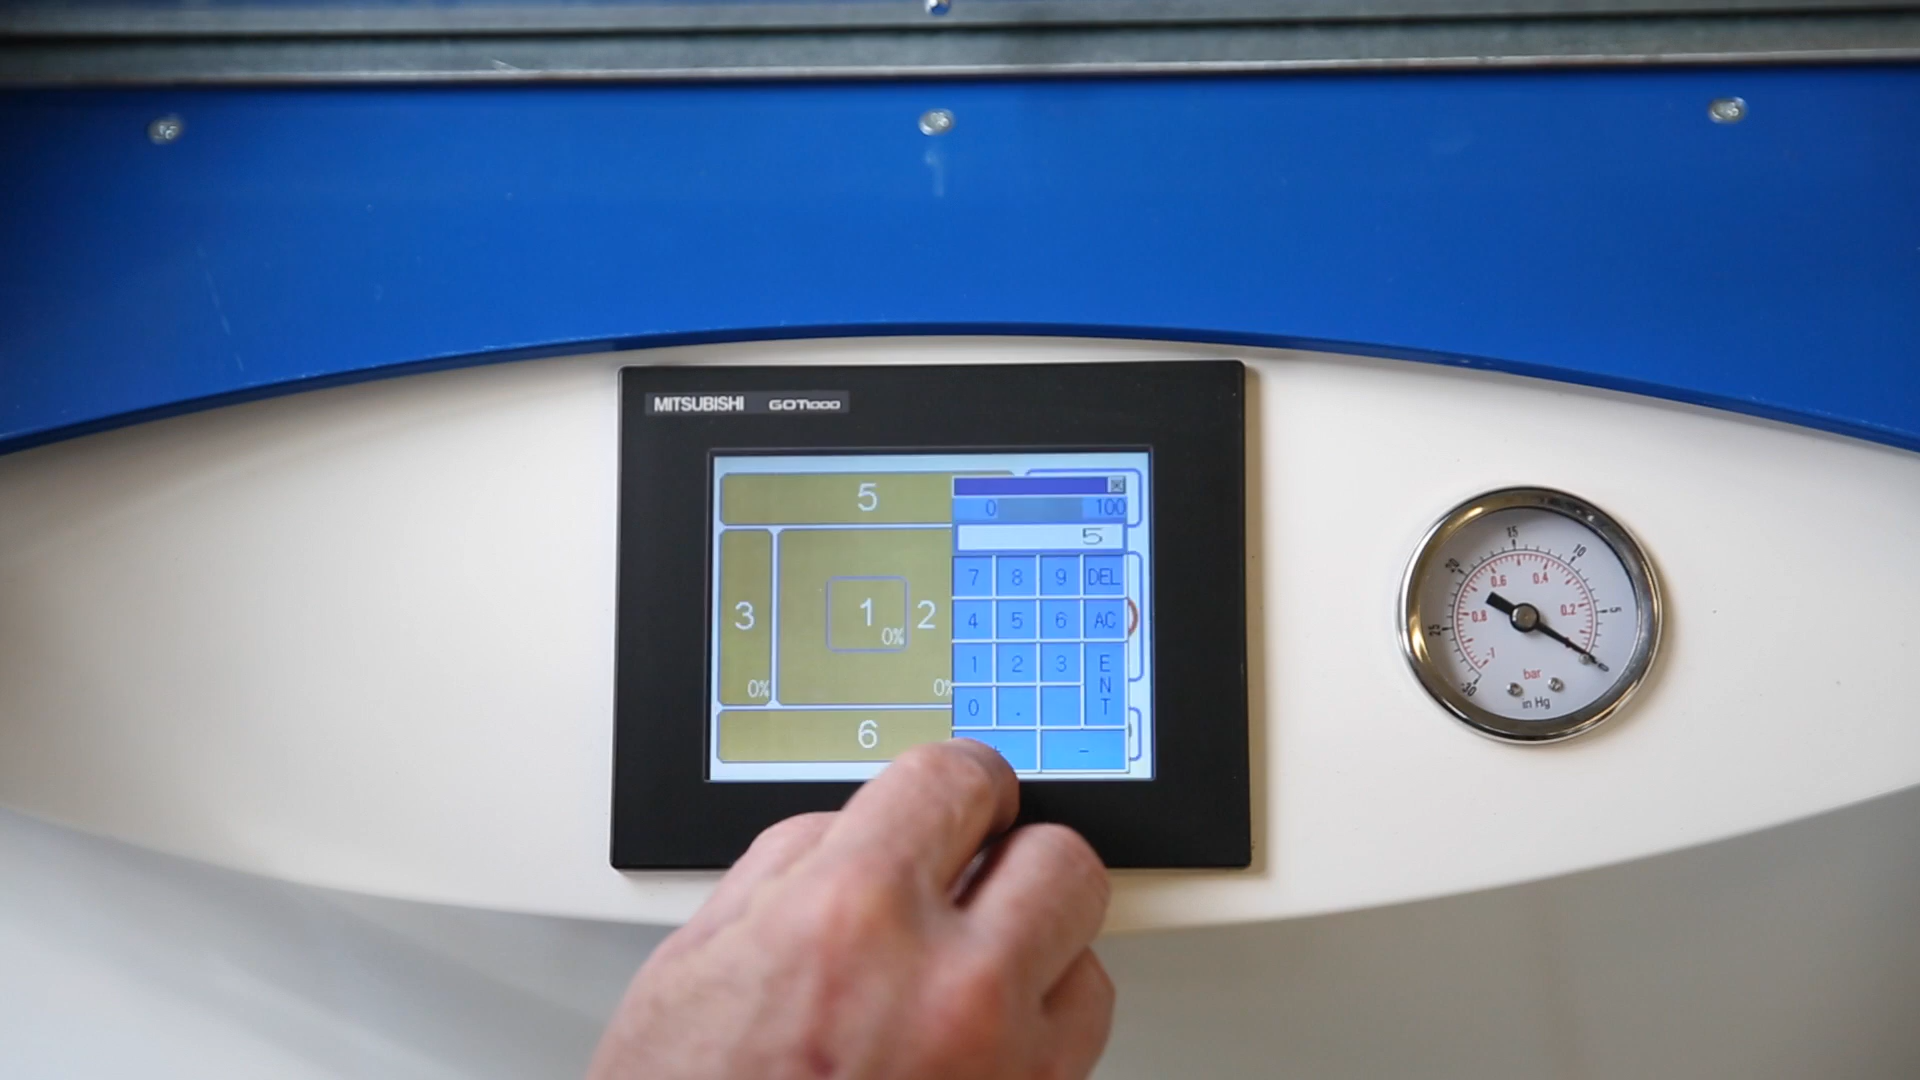 MITSUBISHI GOT1000
5
0 100
5
7 8 9 DEL
4 5 6 AC
1 2 3 ENT
0 .
+ -
3 1 2
0% 0% 0%
6
15
20 10
0.6 0.4
25 0.8 0.2 5
-1
-30
bar
in Hg